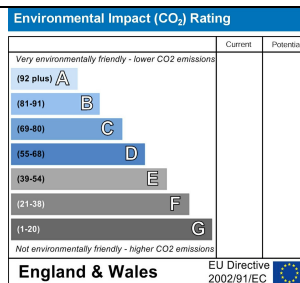 Environmental Impact (CO₂) Rating
Current Potential
Very environmentally friendly - lower CO2 emissions
(92 plus) A
(81-91) B
(69-80) C
(55-68) D
(39-54) E
(21-38) F
(1-20) G
Not environmentally friendly - higher CO2 emissions
England & Wales
EU Directive
2002/91/EC